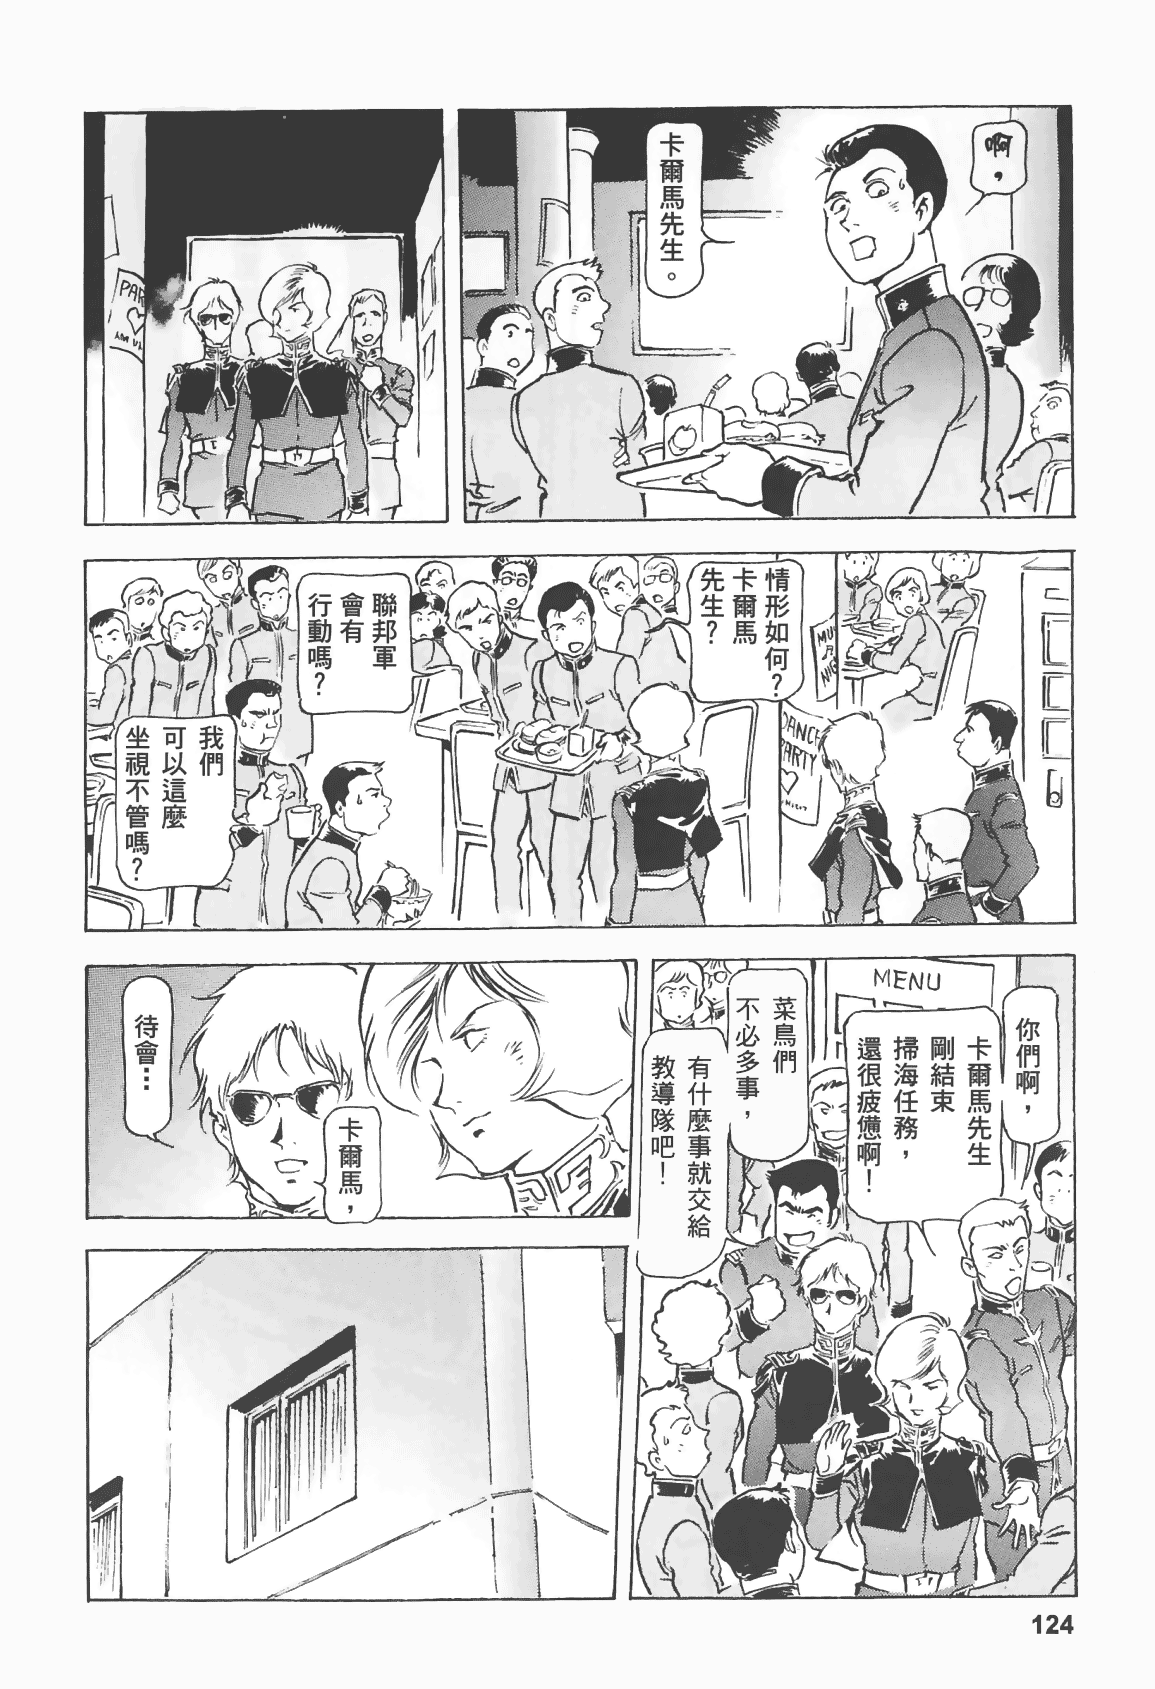 啊，
卡爾馬先生。
PAR
情形如何？
卡爾馬
先生？
聯邦軍
會有
行動嗎？
我們
可以這麼
坐視不管嗎？
MUS
NIGH
DANCE
PARTY
你們啊，
卡爾馬先生
剛結束
掃海任務，
還很疲憊啊！
MENU
菜鳥們
不必多事，
有什麼事就交給
教導隊吧！
卡爾馬，
待會…
124